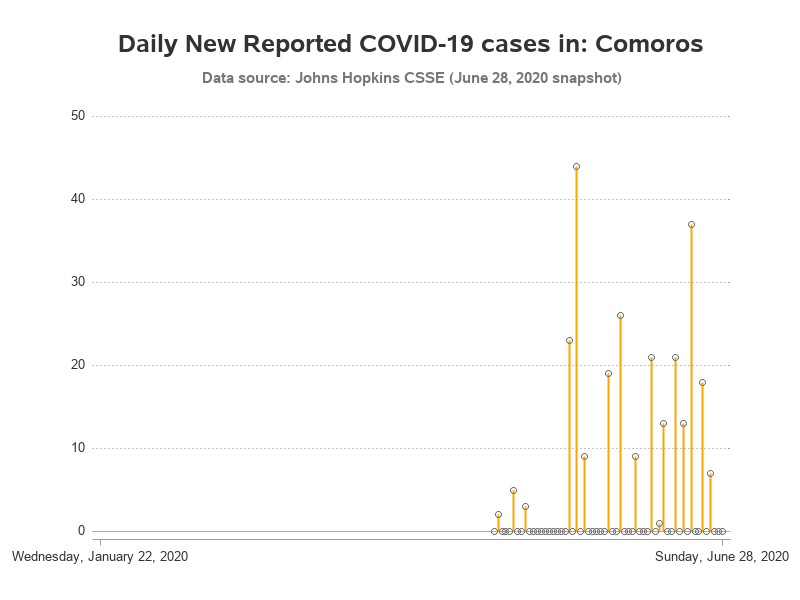 Daily New Reported COVID-19 cases in: Comoros
Data source: Johns Hopkins CSSE (June 28, 2020 snapshot)
50
40
30
20
10
0
Wednesday, January 22, 2020
Sunday, June 28, 2020